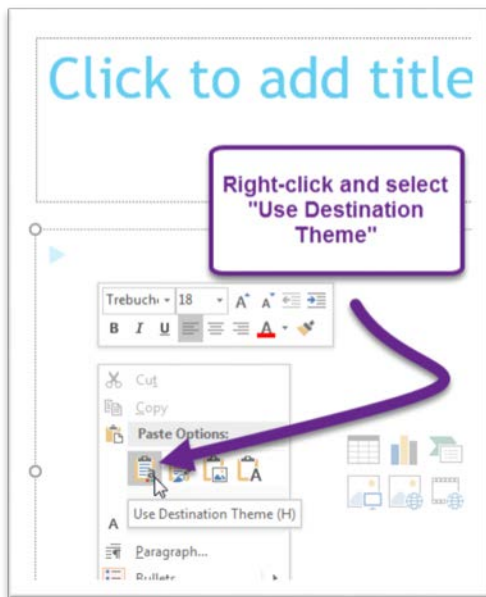 Click to add title
Right-click and select
"Use Destination
Theme"
Trebuch 18 A A
B I U A
Cut
Copy
Paste Options:
Use Destination Theme (H)
A
Paragraph...
Bullets